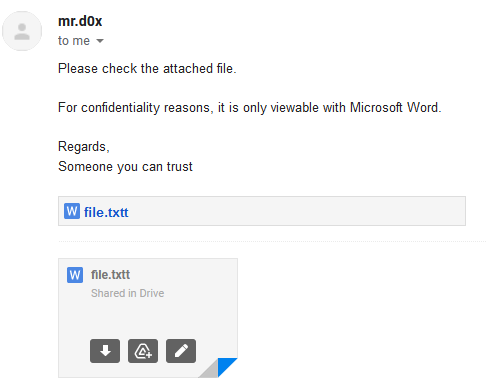 mr.d0x
to me
Please check the attached file.
For confidentiality reasons, it is only viewable with Microsoft Word.
Regards,
Someone you can trust
W file.txtt
W file.txtt
Shared in Drive